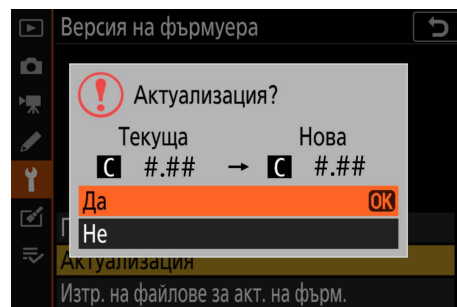 Версия на фърмуера
Актуализация?
Текуща Нова
C #.## → C #.##
Да OK
Не
Актуализация
Изтр. на файлове за акт. на фърм.